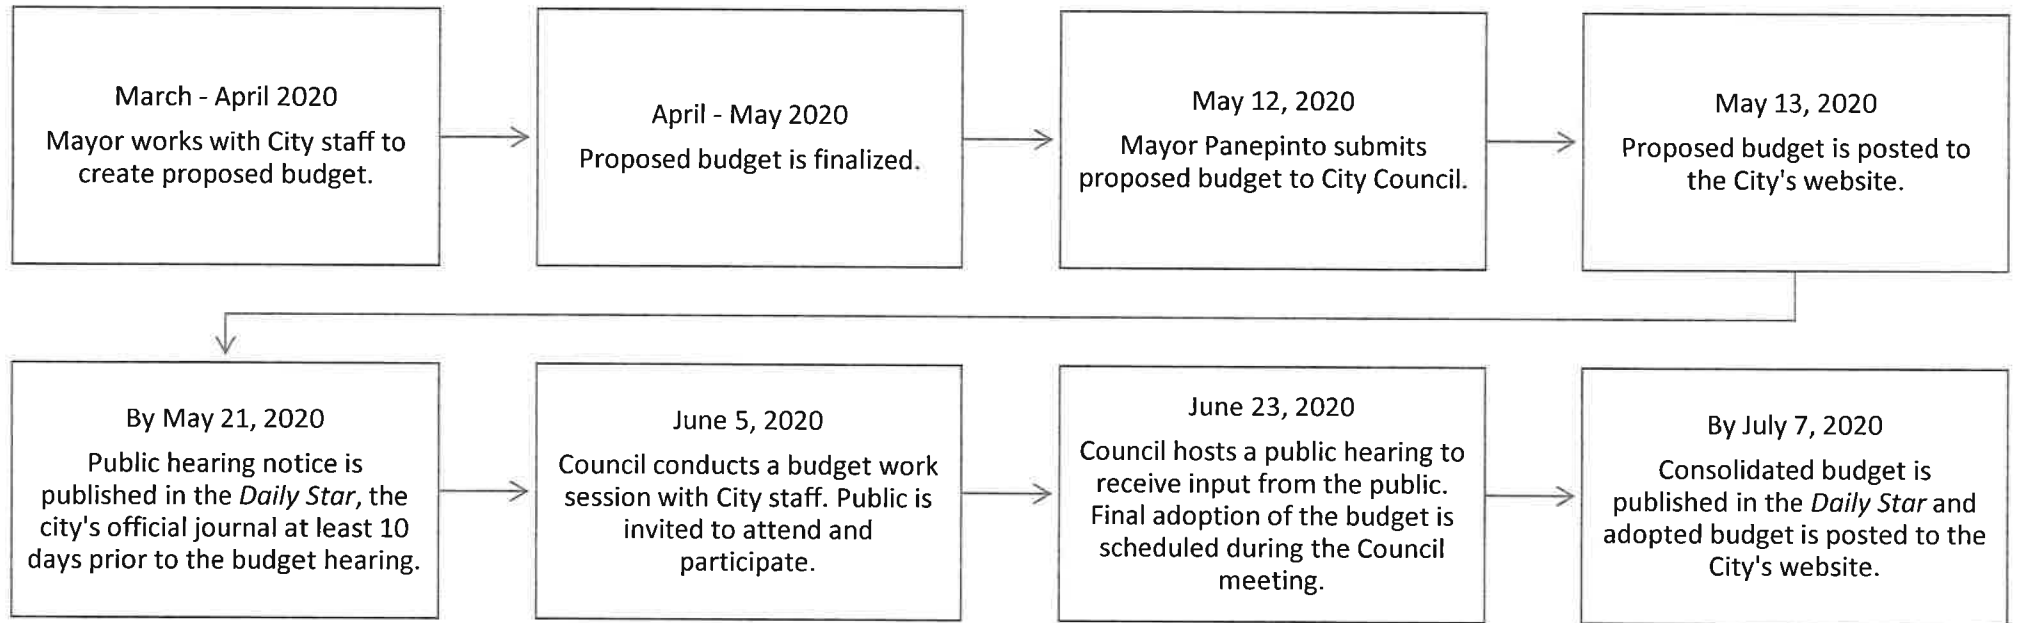 March - April 2020
Mayor works with City staff to
create proposed budget.
April - May 2020
Proposed budget is finalized.
May 12, 2020
Mayor Panepinto submits
proposed budget to City Council.
May 13, 2020
Proposed budget is posted to
the City's website.
By May 21, 2020
Public hearing notice is
published in the Daily Star, the
city's official journal at least 10
days prior to the budget hearing.
June 5, 2020
Council conducts a budget work
session with City staff. Public is
invited to attend and
participate.
June 23, 2020
Council hosts a public hearing to
receive input from the public.
Final adoption of the budget is
scheduled during the Council
meeting.
By July 7, 2020
Consolidated budget is
published in the Daily Star and
adopted budget is posted to the
City's website.